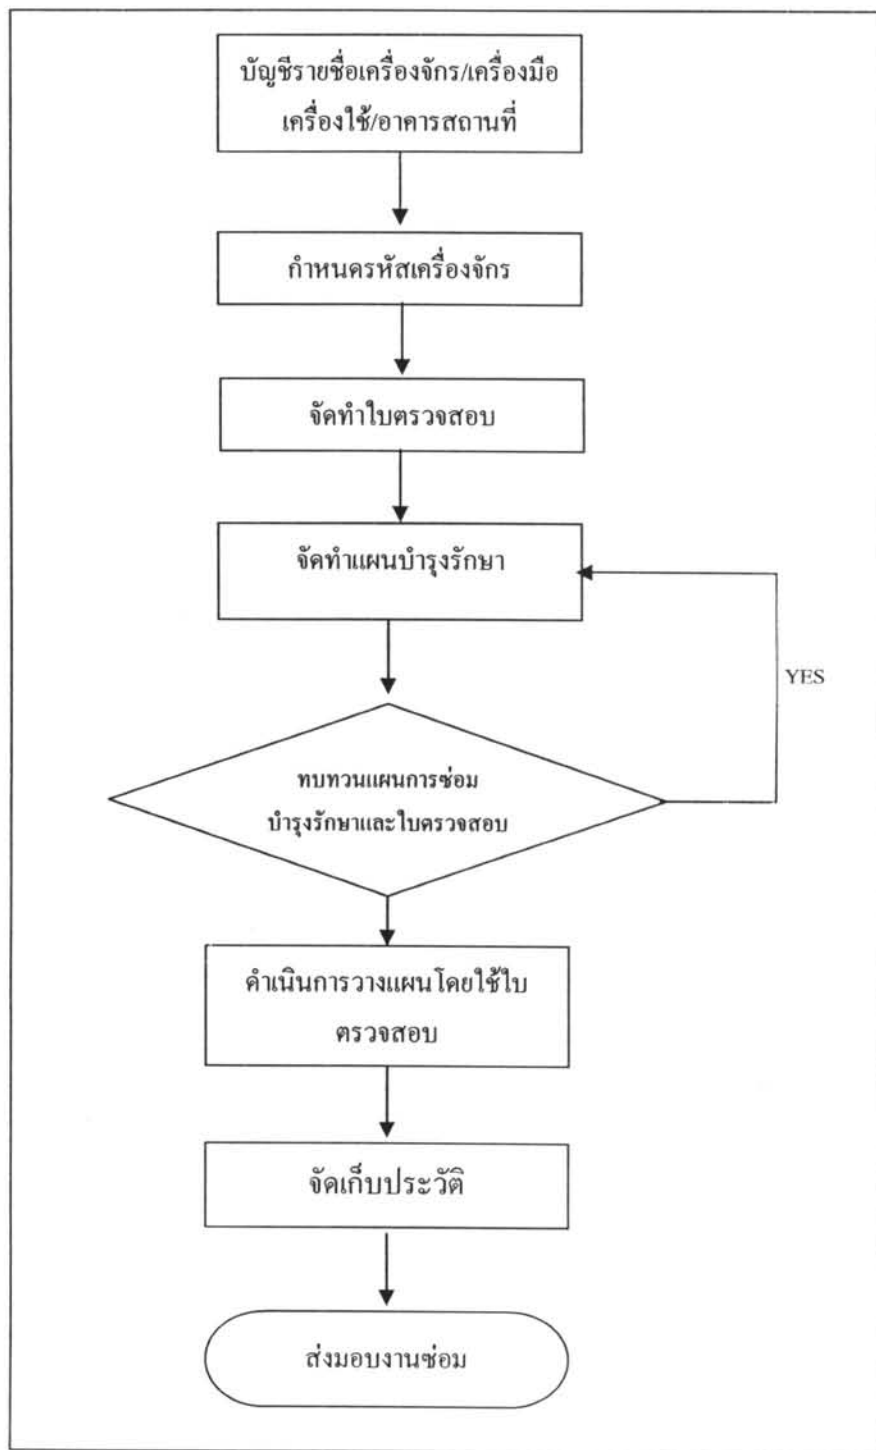 บัญชีรายชื่อเครื่องจักร/เครื่องมือ
เครื่องใช้/อาคารสถานที่
กำหนดรหัสเครื่องจักร
จัดทำใบตรวจสอบ
จัดทำแผนบำรุงรักษา
YES
ทบทวนแผนการซ่อม
บำรุงรักษาและใบตรวจสอบ
ดำเนินการวางแผนโดยใช้ใบ
ตรวจสอบ
จัดเก็บประวัติ
ส่งมอบงานซ่อม